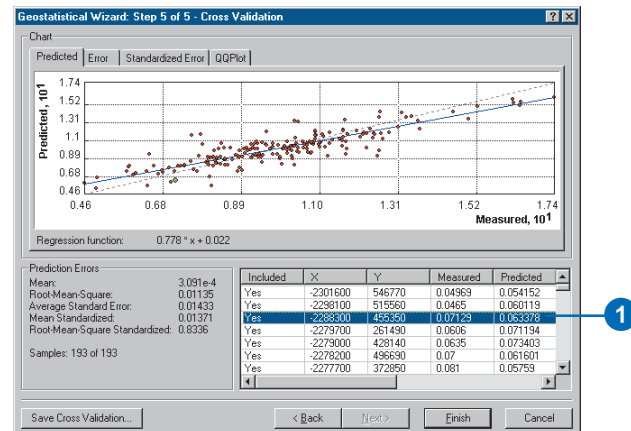 Geostatistical Wizard: Step 5 of 5 - Cross Validation
Chart
Predicted Error Standardized Error QQPlot
Predicted, 10¹
1.74
1.52
1.31
1.1
0.89
0.68
0.46
0.46 0.68 0.89 1.10 1.31 1.52 1.74
Measured, 10¹
Regression function: 0.778 * x + 0.022
Prediction Errors
Mean: 3.091e-4
Root-Mean-Square: 0.01135
Average Standard Error: 0.01433
Mean Standardized: 0.01371
Root-Mean-Square Standardized: 0.8336
Samples: 193 of 193
Included X Y Measured Predicted
Yes -2301600 546770 0.04969 0.054152
Yes -2298100 515560 0.0465 0.060119
Yes -2288300 455350 0.07129 0.063378
Yes -2279700 261490 0.0606 0.071194
Yes -2279000 428140 0.0635 0.073403
Yes -2278200 496690 0.07 0.061601
Yes -2277700 372850 0.081 0.05759
1
Save Cross Validation... < Back Next > Finish Cancel